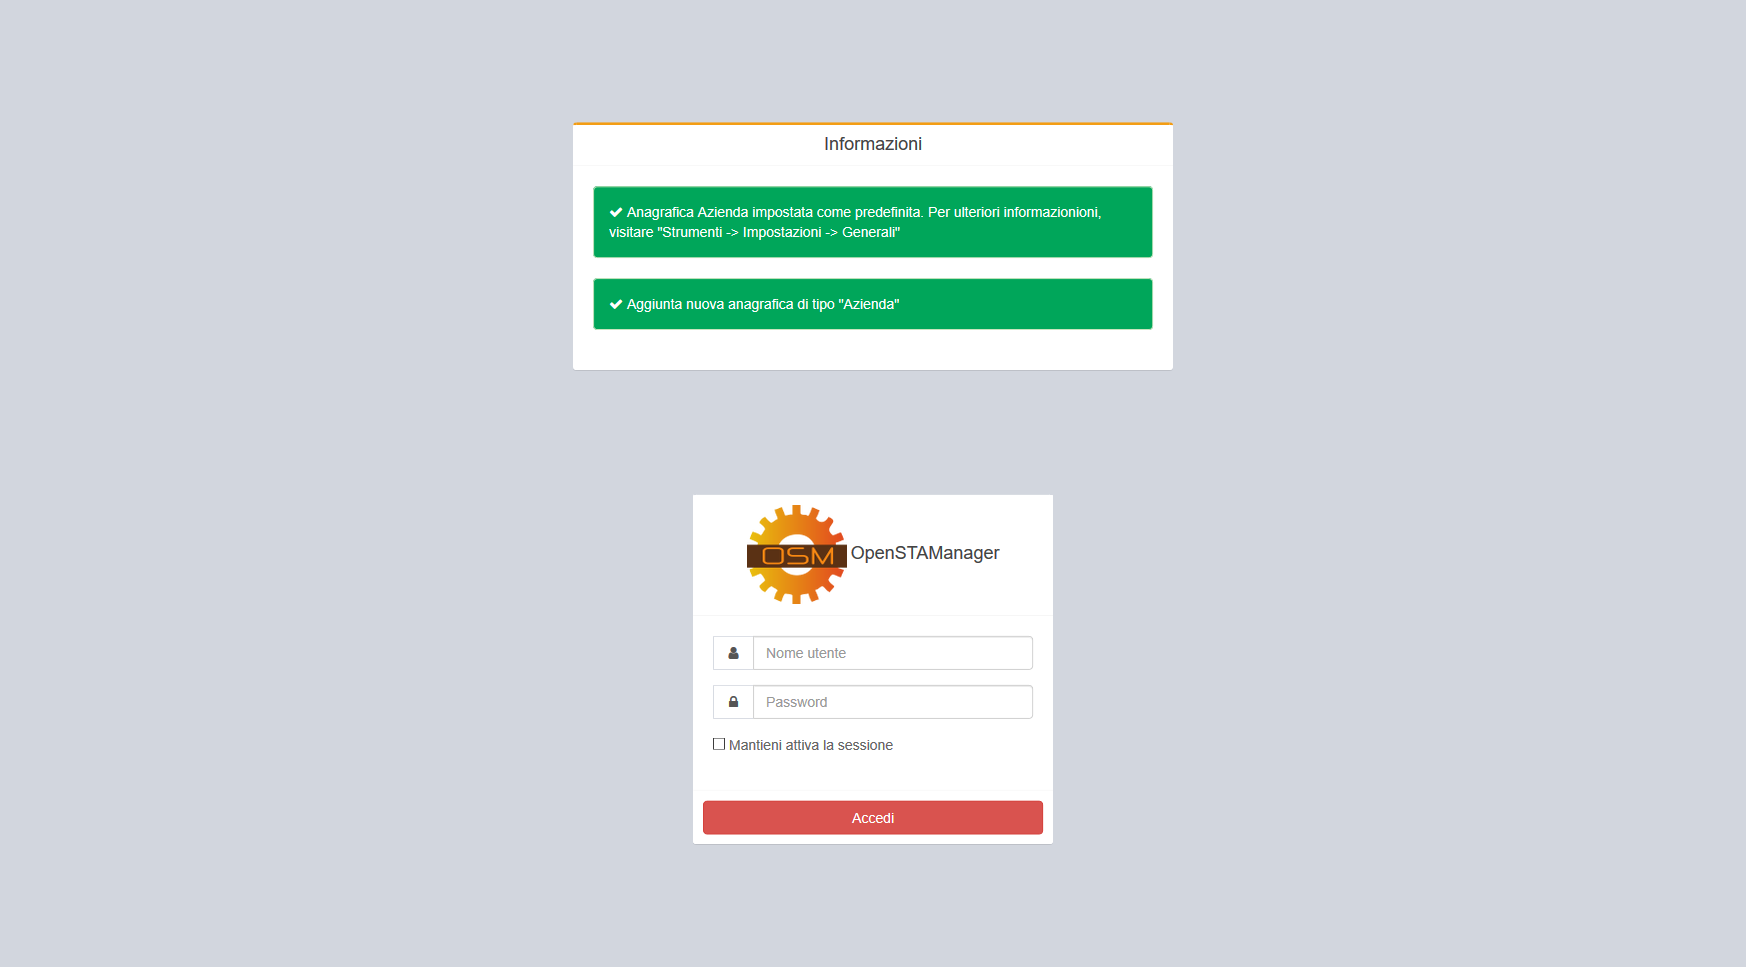 Informazioni
Anagrafica Azienda impostata come predefinita. Per ulteriori informazionioni,
visitare "Strumenti -> Impostazioni -> Generali"
Aggiunta nuova anagrafica di tipo "Azienda"
OSM OpenSTAManager
Nome utente
Password
Mantieni attiva la sessione
Accedi